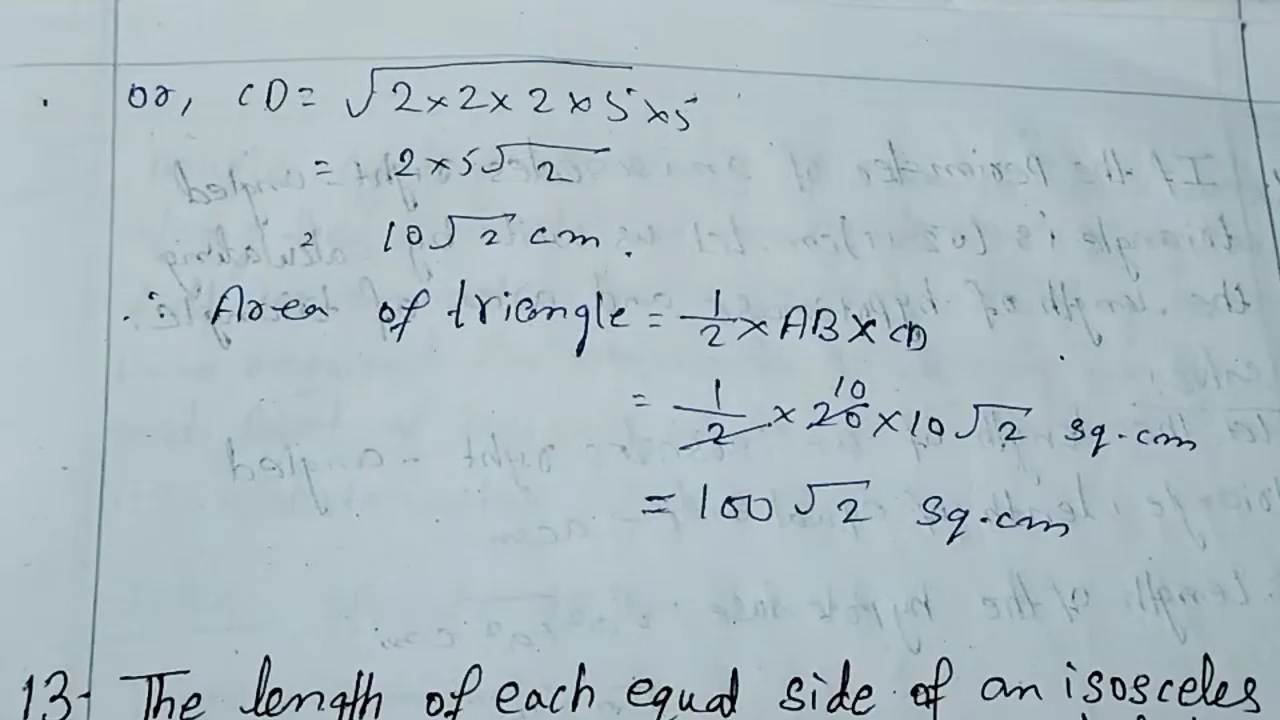 or, CD = √2×2×2×5×5
= 2×5√2
= 10√2 cm.
∴ Area of triangle = 1/2 × AB × CD
= 1/2 × 20 10 × 10√2 sq.cm
= 100√2 Sq.cm
13. The length of each equal side of an isosceles